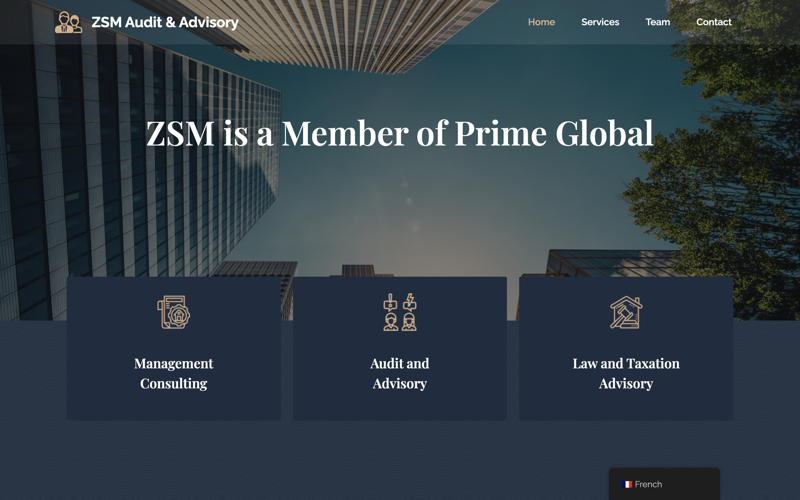 ZSM Audit & Advisory
Home
Services
Team
Contact
ZSM is a Member of Prime Global
Management
Consulting
Audit and
Advisory
Law and Taxation
Advisory
French